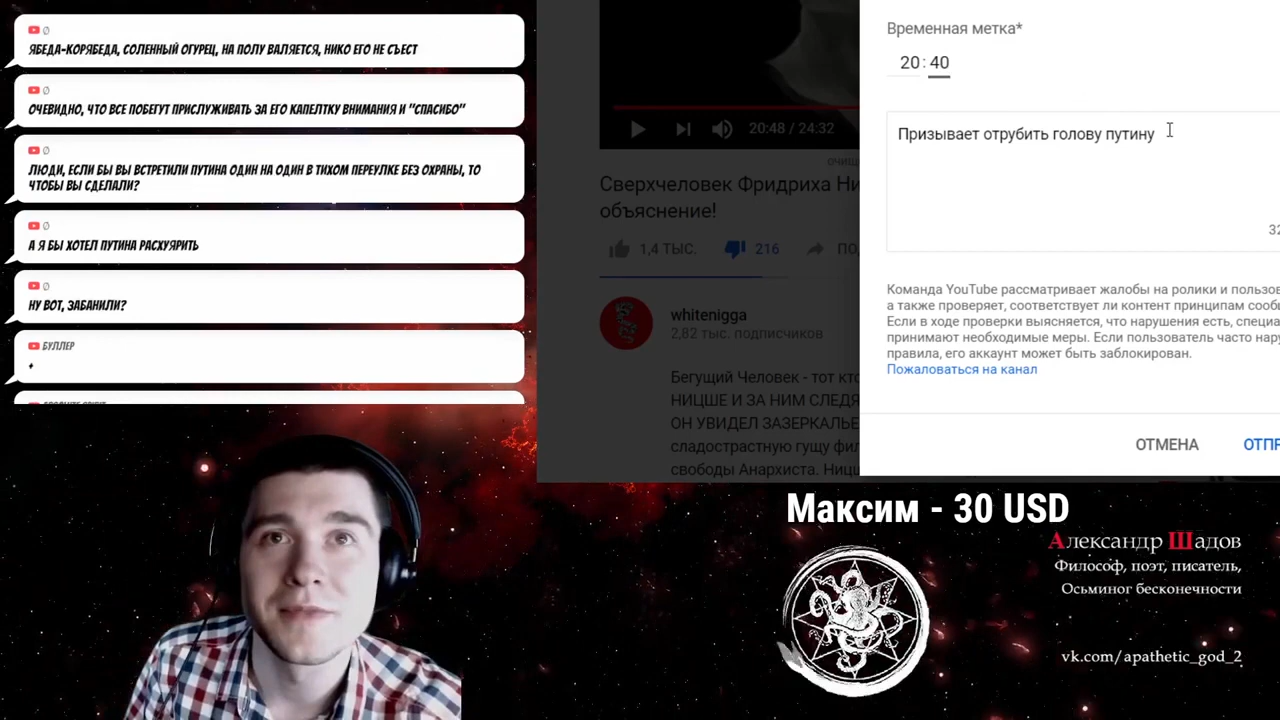 Ø
ЯБЕДА-КОРЯБЕДА, СОЛЕННЫЙ ОГУРЕЦ, НА ПОЛУ ВАЛЯЕТСЯ, НИКО ЕГО НЕ СЪЕСТ
Ø
ОЧЕВИДНО, ЧТО ВСЕ ПОБЕГУТ ПРИСЛУЖИВАТЬ ЗА ЕГО КАПЕЛТКУ ВНИМАНИЯ И "СПАСИБО"
Ø
ЛЮДИ, ЕСЛИ БЫ ВЫ ВСТРЕТИЛИ ПУТИНА ОДИН НА ОДИН В ТИХОМ ПЕРЕУЛКЕ БЕЗ ОХРАНЫ, ТО
ЧТОБЫ ВЫ СДЕЛАЛИ?
Ø
А Я БЫ ХОТЕЛ ПУТИНА РАСХУЯРИТЬ
Ø
НУ ВОТ, ЗАБАНИЛИ?
БУЛЛЕР
+
Временная метка*
20:40
Призывает отрубить голову путину
32
Команда YouTube рассматривает жалобы на ролики и пользов
а также проверяет, соответствует ли контент принципам сооб
Если в ходе проверки выясняется, что нарушения есть, специа
принимают необходимые меры. Если пользователь часто нару
правила, его аккаунт может быть заблокирован.
Пожаловаться на канал
ОТМЕНА
ОТПР
20:48 / 24:32
Сверхчеловек Фридриха Ни
объяснение!
1,4 ТЫС.
216
ПОД
whitenigga
2,82 тыс. подписчиков
Бегущий Человек - тот кто
НИЦШЕ И ЗА НИМ СЛЕДЯ
ОН УВИДЕЛ ЗАЗЕРКАЛЬЕ
сладострастную гущу фил
свободы Анархиста. Ницш
Максим - 30 USD
Александр Шадов
Философ, поэт, писатель,
Осьминог бесконечности
vk.com/apathetic_god_2